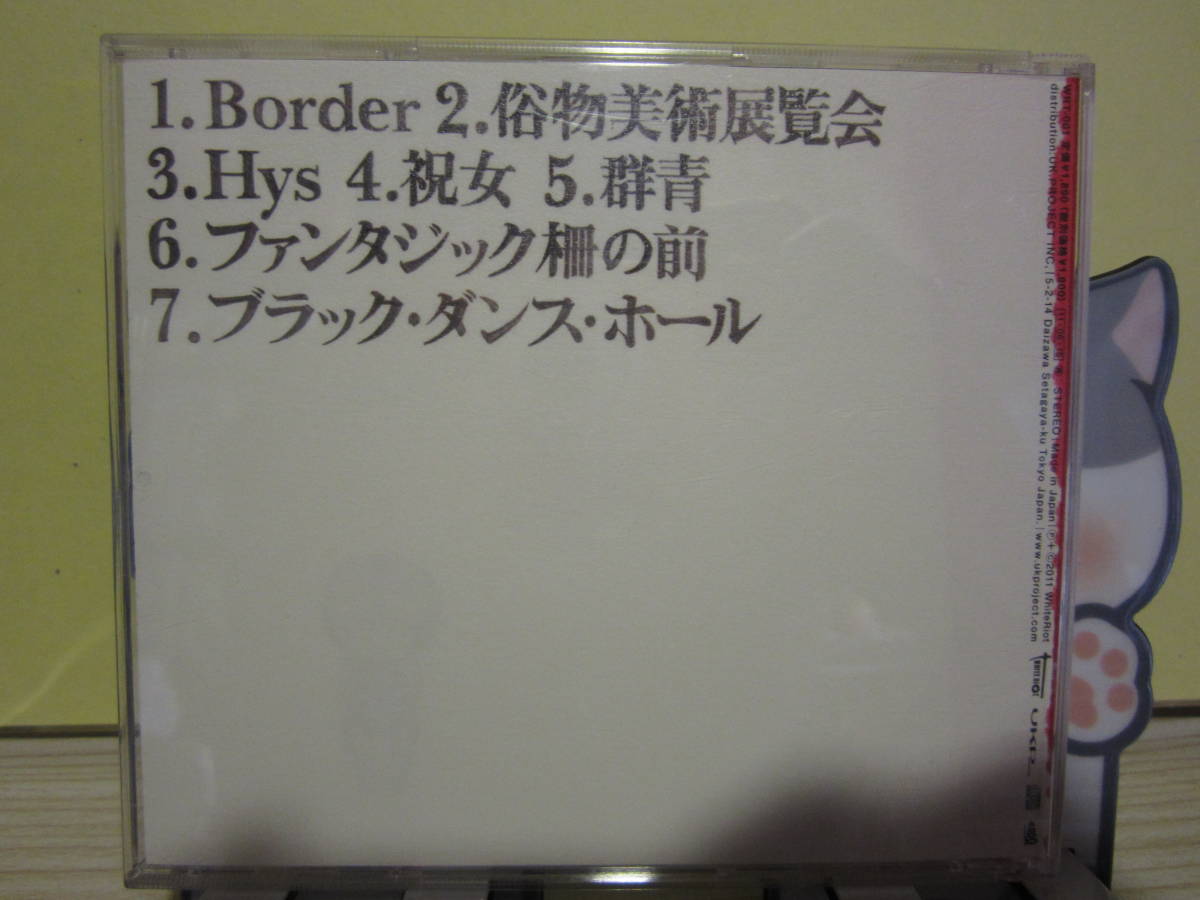 1.Border 2.俗物美術展覧会
3.Hys 4.祝女 5.群青
6.ファンタジック柵の前
7.ブラック・ダンス・ホール
STEREO | Made in Japan | Ⓟ+©2011 WhiteRiot
distribution:UK.PROJECT INC. | 5-2-14 Daizawa Setagaya-ku Tokyo Japan. | www.ukproject.com